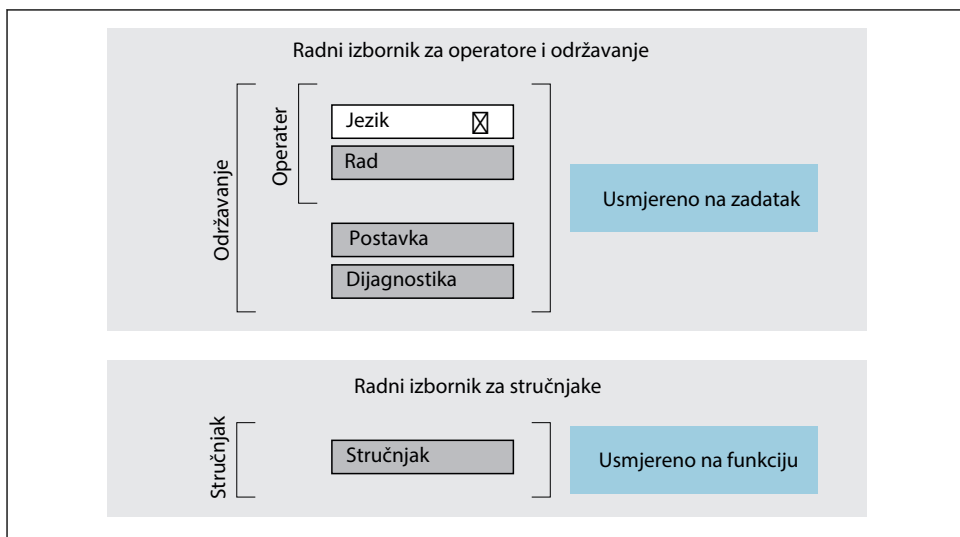 Radni izbornik za operatore i održavanje
Održavanje
Operater
Jezik
Rad
Postavka
Dijagnostika
Usmjereno na zadatak
Radni izbornik za stručnjake
Stručnjak
Stručnjak
Usmjereno na funkciju